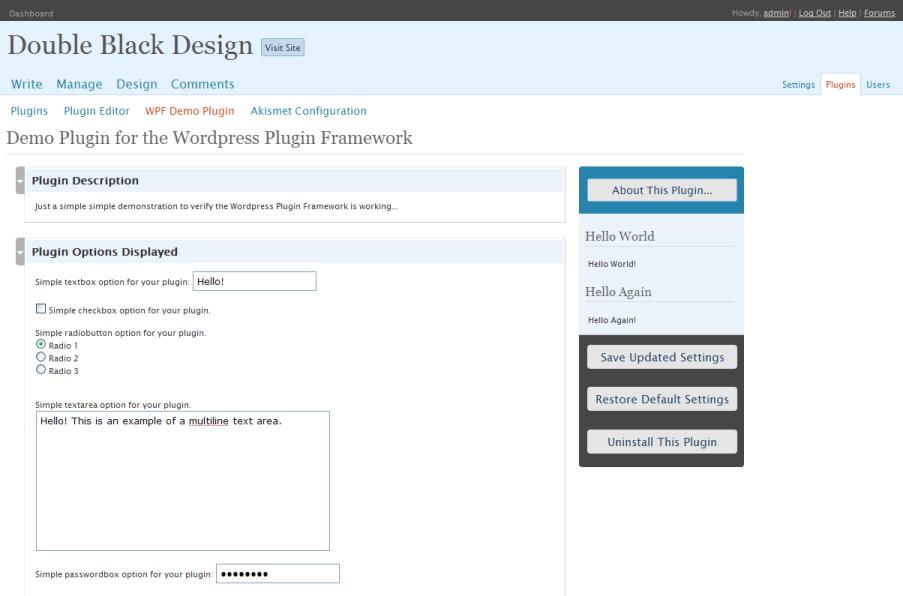 Dashboard
Howdy, admin! | Log Out | Help | Forums
Double Black Design Visit Site
Write Manage Design Comments
Settings Plugins Users
Plugins Plugin Editor WPF Demo Plugin Akismet Configuration
Demo Plugin for the Wordpress Plugin Framework
Plugin Description
Just a simple simple demonstration to verify the Wordpress Plugin Framework is working...
Plugin Options Displayed
Simple textbox option for your plugin: Hello!
Simple checkbox option for your plugin.
Simple radiobutton option for your plugin.
Radio 1
Radio 2
Radio 3
Simple textarea option for your plugin.
Hello! This is an example of a multiline text area.
Simple passwordbox option for your plugin: ●●●●●●●●
About This Plugin...
Hello World
Hello World!
Hello Again
Hello Again!
Save Updated Settings
Restore Default Settings
Uninstall This Plugin